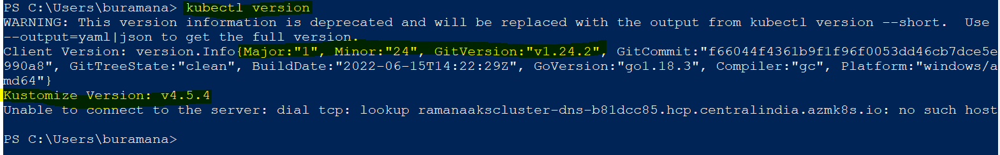 PS C:\Users\buramana> kubectl version
WARNING: This version information is deprecated and will be replaced with the output from kubectl version --short.  Use
--output=yaml|json to get the full version.
Client Version: version.Info{Major:"1", Minor:"24", GitVersion:"v1.24.2", GitCommit:"f66044f4361b9f1f96f0053dd46cb7dce5e
990a8", GitTreeState:"clean", BuildDate:"2022-06-15T14:22:29Z", GoVersion:"go1.18.3", Compiler:"gc", Platform:"windows/a
md64"}
Kustomize Version: v4.5.4
Unable to connect to the server: dial tcp: lookup ramanaakscluster-dns-b81dcc85.hcp.centralindia.azmk8s.io: no such host
PS C:\Users\buramana>